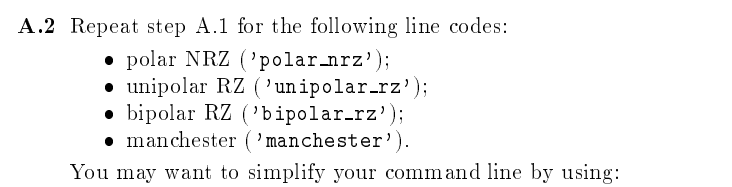 A.2 Repeat step A.1 for the following line codes:
• polar NRZ ('polar_nrz');
• unipolar RZ ('unipolar_rz');
• bipolar RZ ('bipolar_rz');
• manchester ('manchester').
You may want to simplify your command line by using: